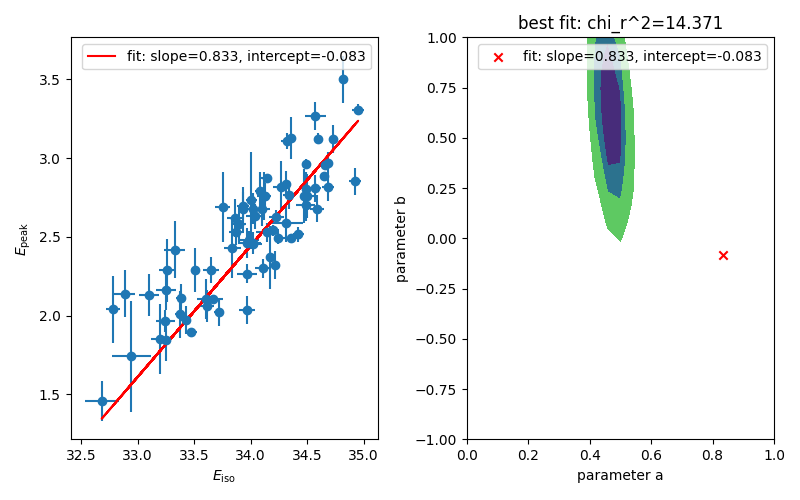 best fit: chi_r^2=14.371
fit: slope=0.833, intercept=-0.083
fit: slope=0.833, intercept=-0.083
3.5
3.0
2.5
2.0
1.5
E_peak
32.5 33.0 33.5 34.0 34.5 35.0
E_iso
1.00
0.75
0.50
0.25
0.00
−0.25
−0.50
−0.75
−1.00
parameter b
0.0 0.2 0.4 0.6 0.8 1.0
parameter a